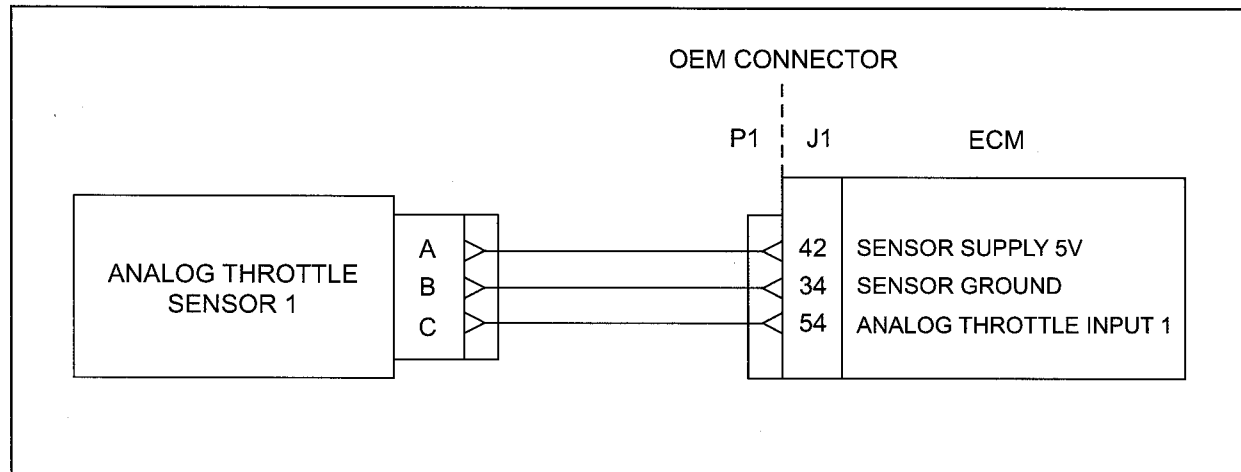 OEM CONNECTOR
P1 J1 ECM
ANALOG THROTTLE
SENSOR 1
A
B
C
42 SENSOR SUPPLY 5V
34 SENSOR GROUND
54 ANALOG THROTTLE INPUT 1